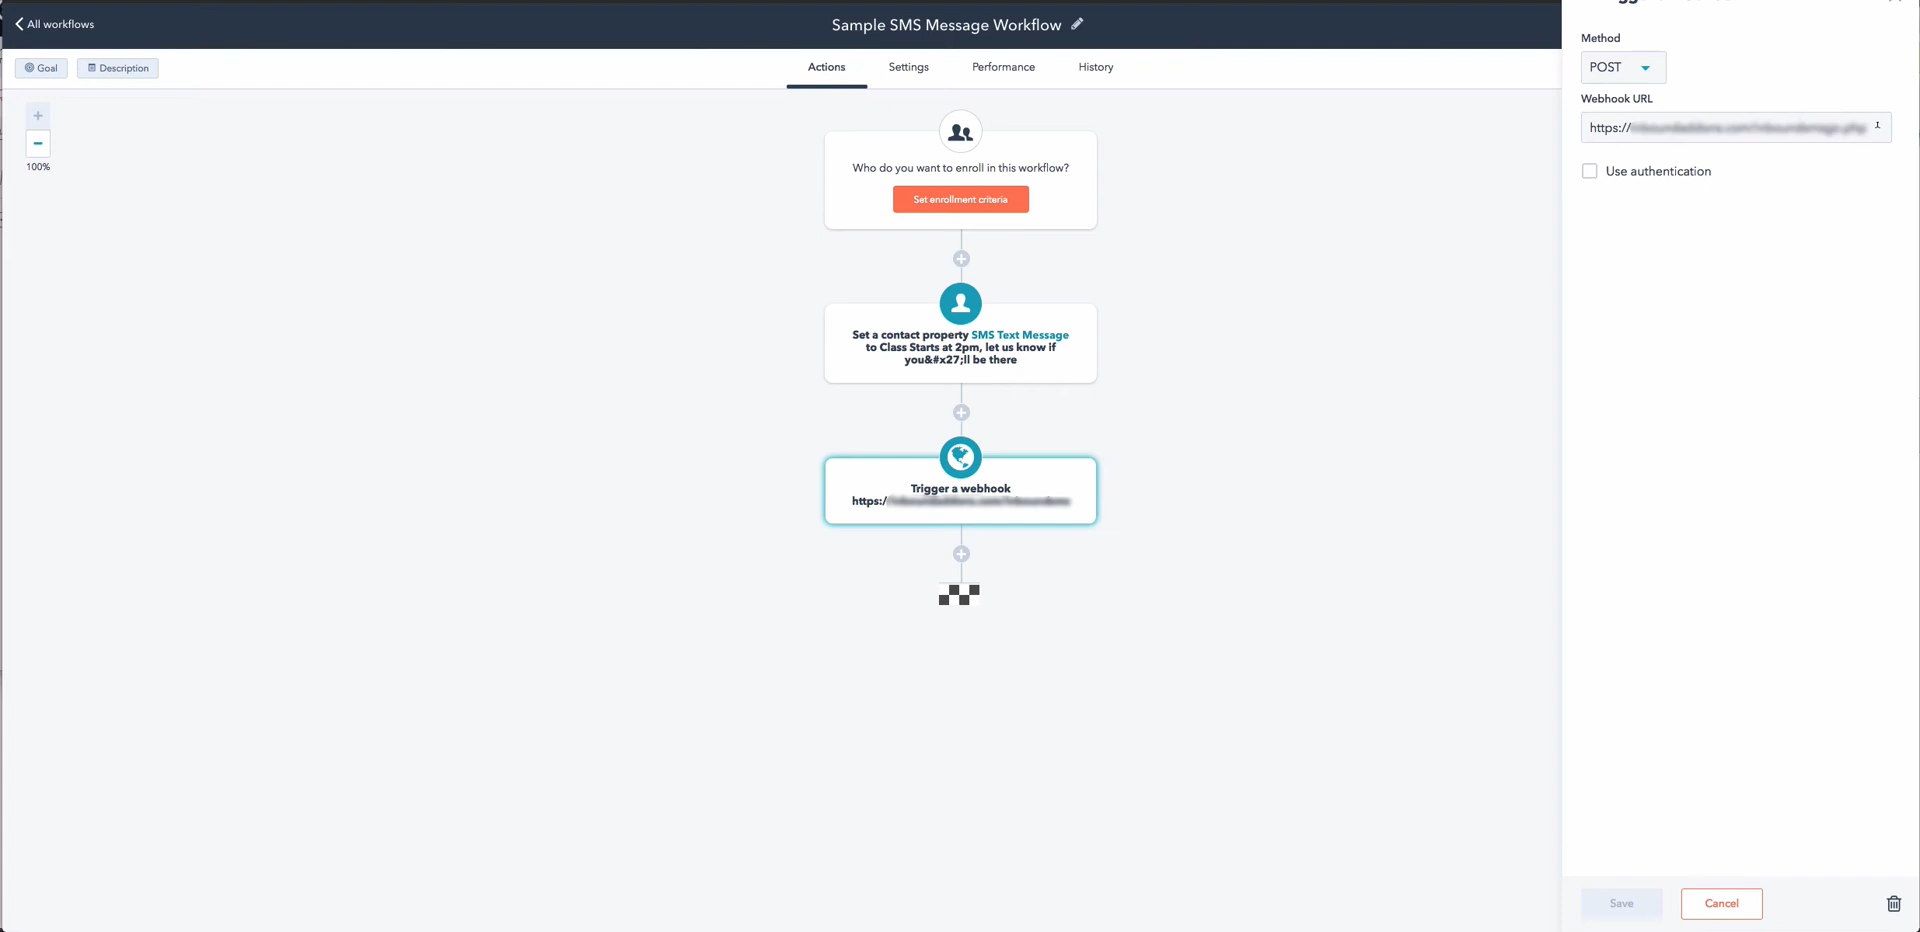 All workflows
Sample SMS Message Workflow
Goal
Description
Actions
Settings
Performance
History
100%
Who do you want to enroll in this workflow?
Set enrollment criteria
Set a contact property SMS Text Message
to Class Starts at 2pm, let us know if
you&#x27;ll be there
Trigger a webhook
https:/
Method
POST
Webhook URL
https://
Use authentication
Save
Cancel